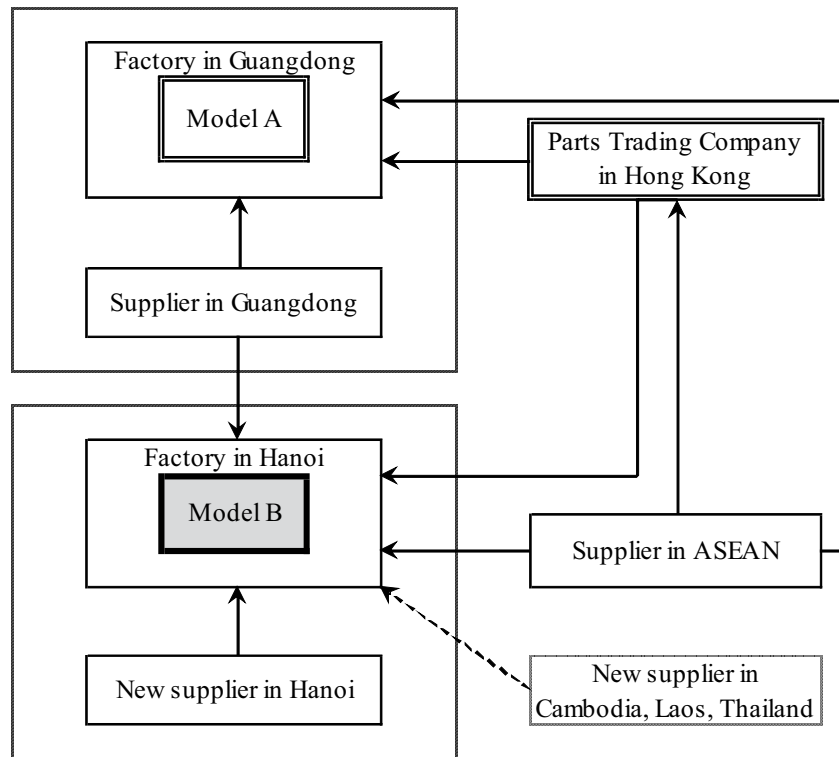 Factory in Guangdong
Model A
Parts Trading Company
in Hong Kong
Supplier in Guangdong
Factory in Hanoi
Model B
Supplier in ASEAN
New supplier in Hanoi
New supplier in
Cambodia, Laos, Thailand